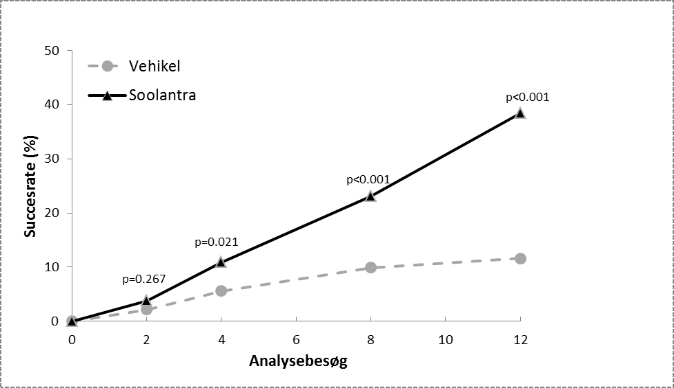 50
40
30
20
10
0
Succesrate (%)
Vehikel
Soolantra
p=0.267
p=0.021
p<0.001
p<0.001
0 2 4 6 8 10 12
Analysebesøg